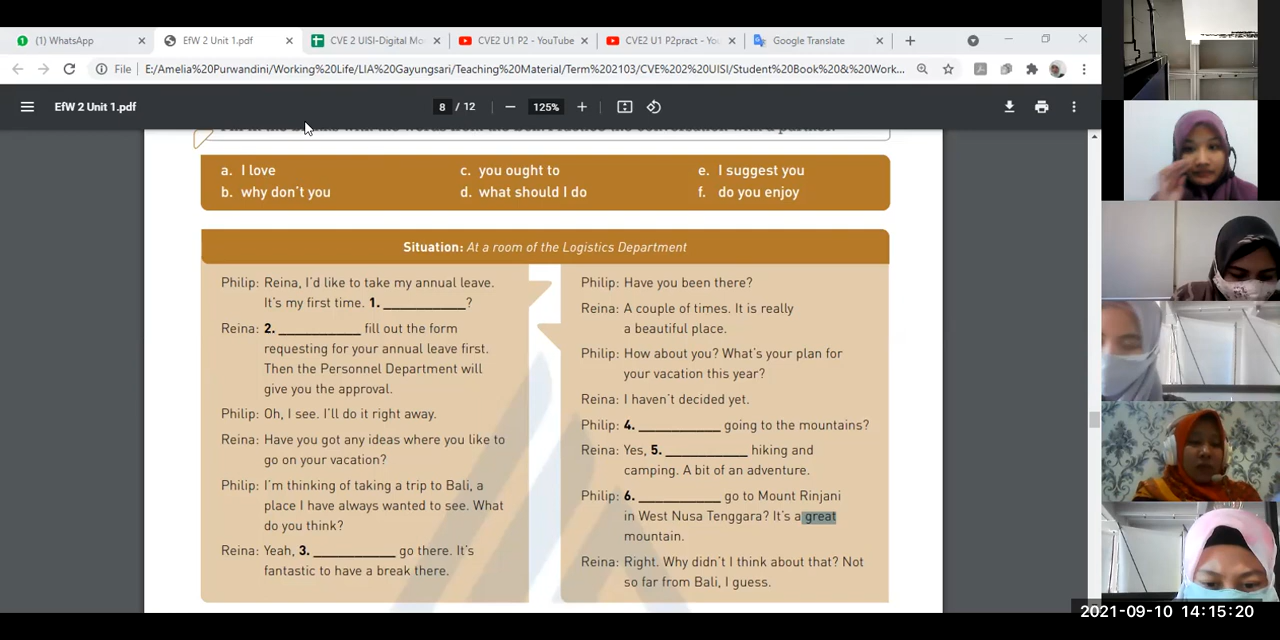 (1) WhatsApp
EfW 2 Unit 1.pdf
CVE 2 UISI-Digital Mo
CVE2 U1 P2 - YouTube
CVE2 U1 P2pract - You
Google Translate
File
E:/Amelia%20Purwandini/Working%20Life/LIA%20Gayungsari/Teaching%20Material/Term%202103/CVE%202%20UISI/Student%20Book%20&%20Work...
EfW 2 Unit 1.pdf
8 / 12
125%
a. I love
c. you ought to
e. I suggest you
b. why don't you
d. what should I do
f. do you enjoy
Situation: At a room of the Logistics Department
Philip: Reina, I'd like to take my annual leave.
It's my first time. 1. __________?
Reina: 2. __________ fill out the form
requesting for your annual leave first.
Then the Personnel Department will
give you the approval.
Philip: Oh, I see. I'll do it right away.
Reina: Have you got any ideas where you like to
go on your vacation?
Philip: I'm thinking of taking a trip to Bali, a
place I have always wanted to see. What
do you think?
Reina: Yeah, 3. __________ go there. It's
fantastic to have a break there.
Philip: Have you been there?
Reina: A couple of times. It is really
a beautiful place.
Philip: How about you? What's your plan for
your vacation this year?
Reina: I haven't decided yet.
Philip: 4. __________ going to the mountains?
Reina: Yes, 5. __________ hiking and
camping. A bit of an adventure.
Philip: 6. __________ go to Mount Rinjani
in West Nusa Tenggara? It's a great
mountain.
Reina: Right. Why didn't I think about that? Not
so far from Bali, I guess.
2021-09-10 14:15:20